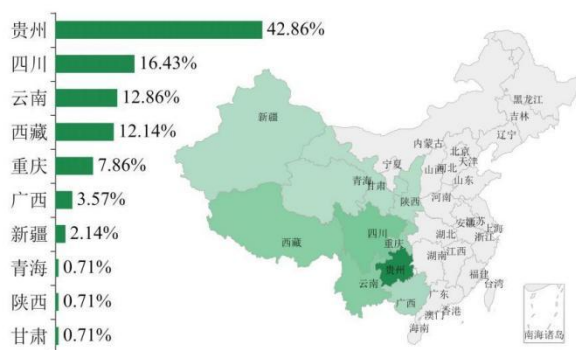 贵州 42.86%
四川 16.43%
云南 12.86%
西藏 12.14%
重庆 7.86%
广西 3.57%
新疆 2.14%
青海 0.71%
陕西 0.71%
甘肃 0.71%
黑龙江
吉林
辽宁
新疆
内蒙古
北京
天津
宁夏
山西
河北
山东
青海
甘肃
陕西
河南
江苏
安徽
上海
西藏
四川
重庆
湖北
浙江
贵州
湖南
江西
云南
福建
广西
广东
台湾
澳门
香港
海南
南海诸岛